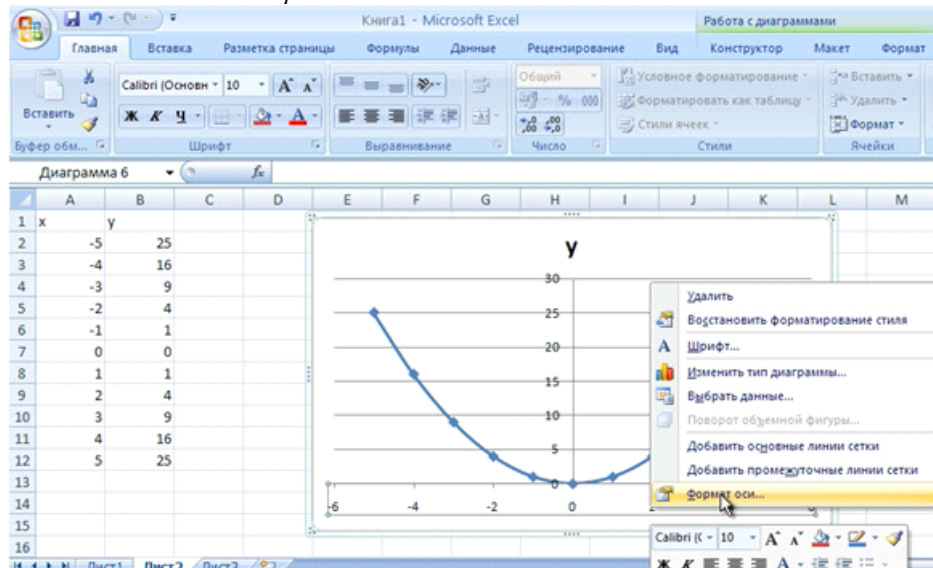 Книга1 - Microsoft Excel
Работа с диаграммами
Главная Вставка Разметка страницы Формулы Данные Рецензирование Вид Конструктор Макет Формат
Вставить
Буфер обм...
Calibri (Основн 10 А А
Ж К Ч А
Шрифт
Выравнивание
Общий
% 000
,00 ,00
Число
Условное форматирование
Форматировать как таблицу
Стили ячеек
Стили
Вставить
Удалить
Формат
Ячейки
Диаграмма 6 fx
A B C D E F G H I J K L M
1 x y
2 -5 25
3 -4 16
4 -3 9
5 -2 4
6 -1 1
7 0 0
8 1 1
9 2 4
10 3 9
11 4 16
12 5 25
13
14
15
16
y
30
25
20
15
10
5
0
-6 -4 -2 0
Удалить
Восстановить форматирование стиля
Шрифт...
Изменить тип диаграммы...
Выбрать данные...
Поворот объемной фигуры...
Добавить основные линии сетки
Добавить промежуточные линии сетки
Формат оси...
Calibri (С 10 А А
Ж К А
Лист1 Лист2 Лист3